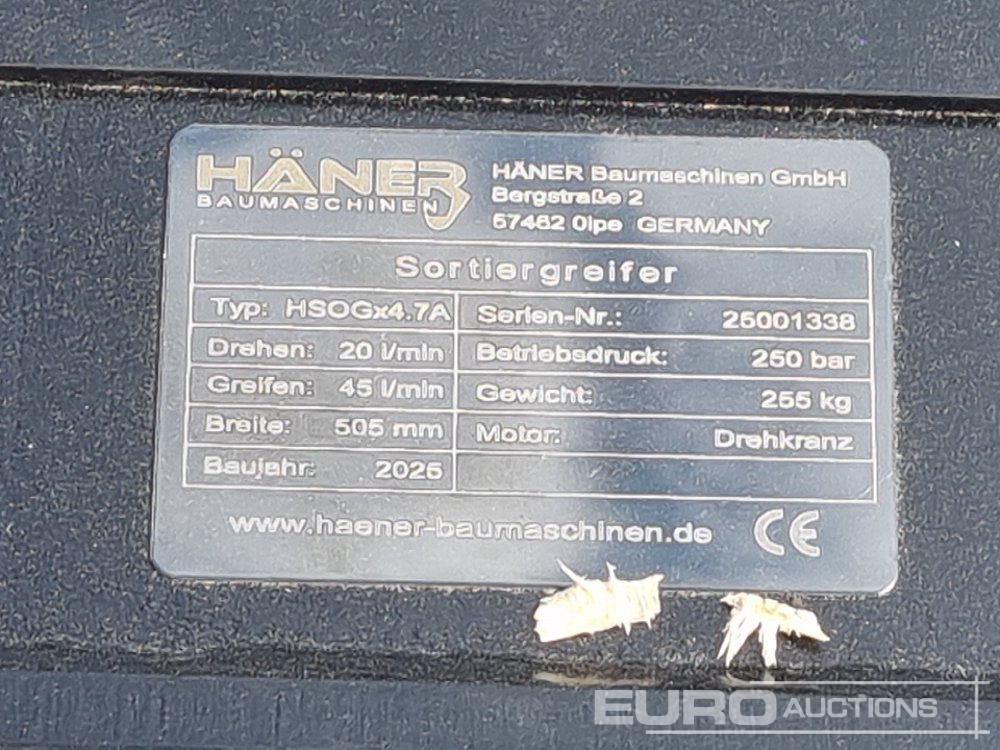 HÄNER
BAUMASCHINEN
HÄNER Baumaschinen GmbH
Bergstraße 2
57462 Olpe GERMANY
Sortiergreifer
Typ: HSOGx4.7A
Serien-Nr.: 25001338
Drehen: 20 l/min
Betriebsdruck: 250 bar
Greifen: 45 l/min
Gewicht: 255 kg
Breite: 505 mm
Motor: Drehkranz
Baujahr: 2025
www.haener-baumaschinen.de CE
EURO AUCTIONS